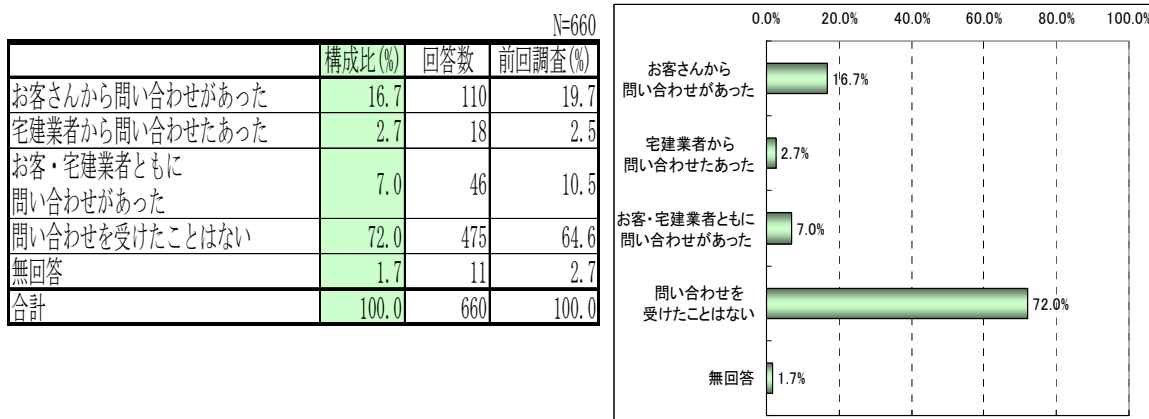 N=660
構成比(%) 回答数 前回調査(%)
お客さんから問い合わせがあった 16.7 110 19.7
宅建業者から問い合わせたあった 2.7 18 2.5
お客・宅建業者ともに
問い合わせがあった 7.0 46 10.5
問い合わせを受けたことはない 72.0 475 64.6
無回答 1.7 11 2.7
合計 100.0 660 100.0
0.0% 20.0% 40.0% 60.0% 80.0% 100.0%
お客さんから
問い合わせがあった
16.7%
宅建業者から
問い合わせたあった
2.7%
お客・宅建業者ともに
問い合わせがあった
7.0%
問い合わせを
受けたことはない
72.0%
無回答
1.7%